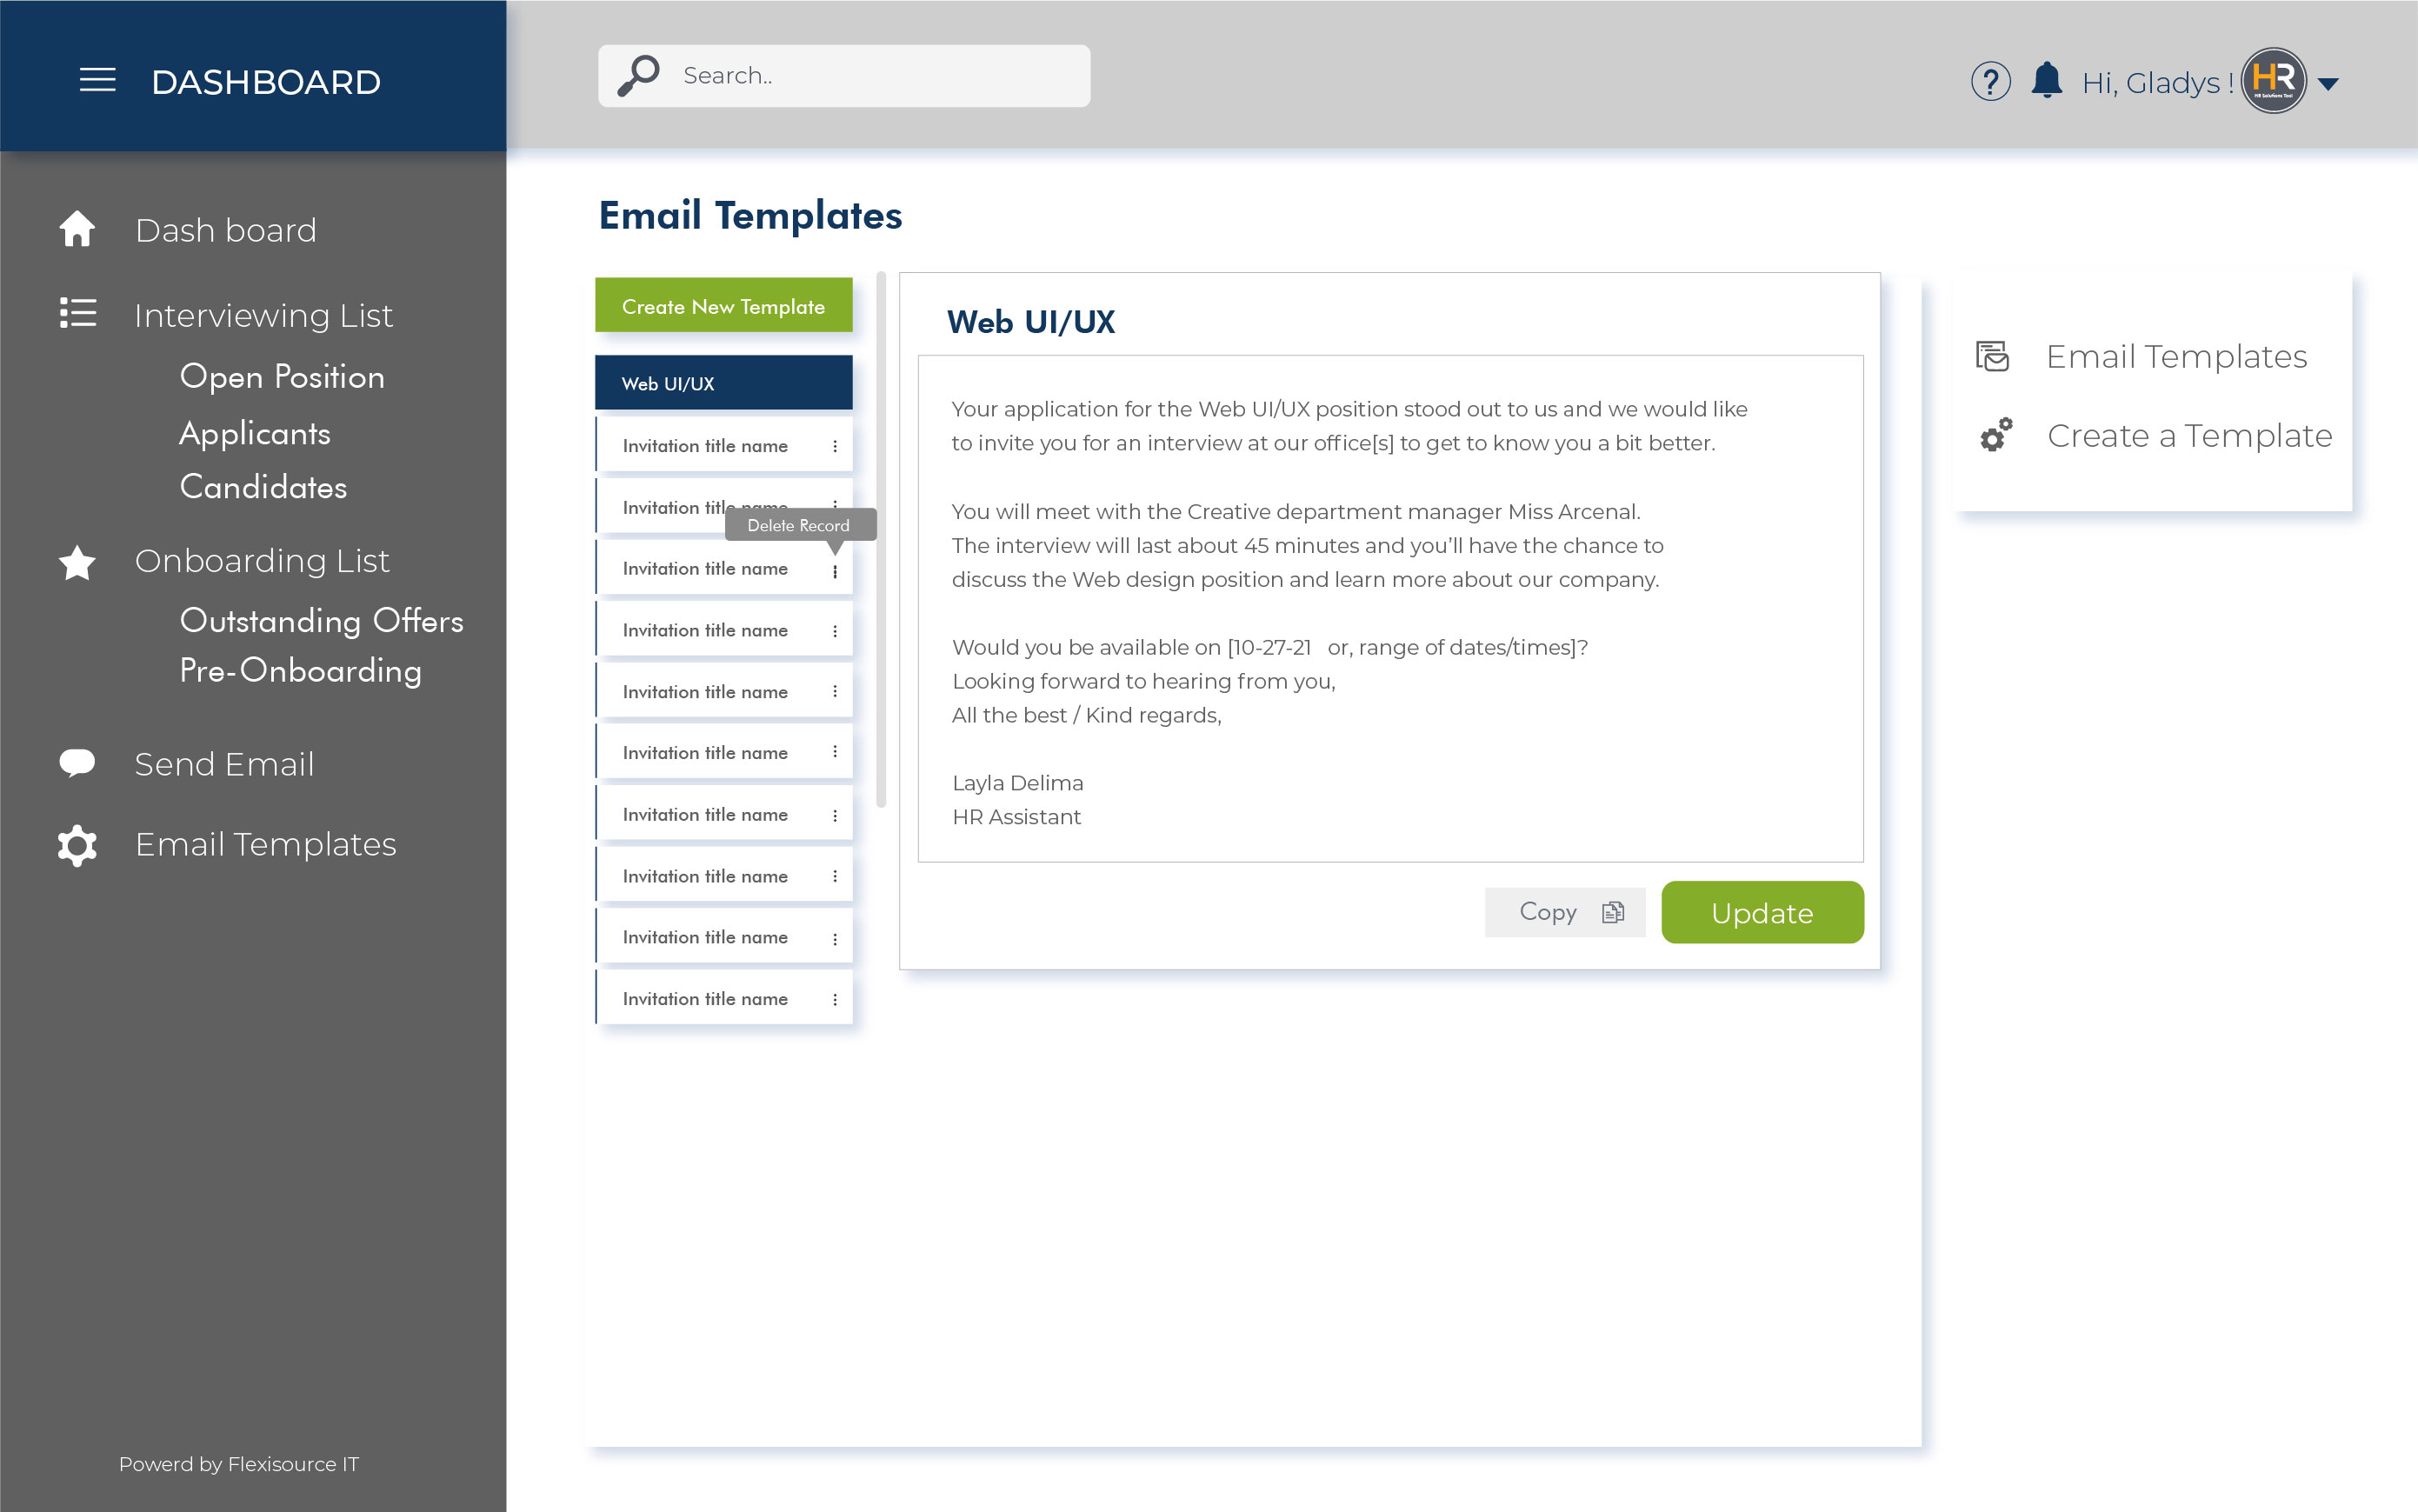 DASHBOARD
Search..
Hi, Gladys !
HR
HR Solutions Tool
Dash board
Interviewing List
Open Position
Applicants
Candidates
Onboarding List
Outstanding Offers
Pre-Onboarding
Send Email
Email Templates
Powerd by Flexisource IT
Email Templates
Create New Template
Web UI/UX
Invitation title name
Invitation title name
Delete Record
Invitation title name
Invitation title name
Invitation title name
Invitation title name
Invitation title name
Invitation title name
Invitation title name
Invitation title name
Web UI/UX
Your application for the Web UI/UX position stood out to us and we would like
to invite you for an interview at our office[s] to get to know you a bit better.
You will meet with the Creative department manager Miss Arcenal.
The interview will last about 45 minutes and you'll have the chance to
discuss the Web design position and learn more about our company.
Would you be available on [10-27-21   or, range of dates/times]?
Looking forward to hearing from you,
All the best / Kind regards,
Layla Delima
HR Assistant
Copy
Update
Email Templates
Create a Template